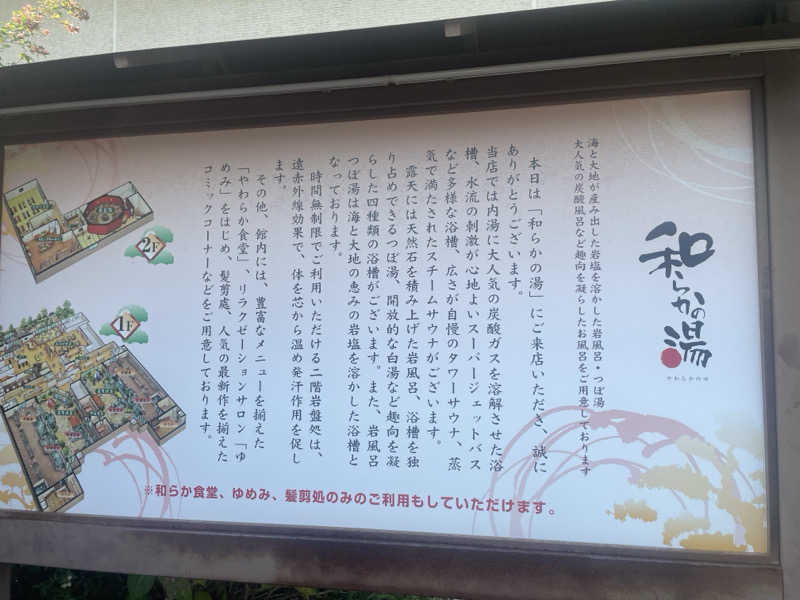 和らかの湯
やわらかのゆ
海と大地が産み出した岩塩を溶かした岩風呂・つぼ湯
大人気の炭酸風呂など趣向を凝らしたお風呂をご用意しております
本日は「和らかの湯」にご来店いただき、誠に
ありがとうございます。
当店では内湯に大人気の炭酸ガスを溶解させた浴
槽、水流の刺激が心地よいスーパージェットバス
など多様な浴槽、広さが自慢のタワーサウナ、蒸
気で満たされたスチームサウナがございます。
露天には天然石を積み上げた岩風呂、浴槽を独
り占めできるつぼ湯、開放的な白湯など趣向を凝
らした四種類の浴槽がございます。また、岩風呂
つぼ湯は海と大地の恵みの岩塩を溶かした浴槽と
なっております。
時間無制限でご利用いただける二階岩盤処は、
遠赤外線効果で、体を芯から温め発汗作用を促し
ます。
その他、館内には、豊富なメニューを揃えた
「やわらか食堂」、リラクゼーションサロン「ゆ
めみ」をはじめ、髪剪處、人気の最新作を揃えた
コミックコーナーなどをご用意しております。
※和らか食堂、ゆめみ、髪剪処のみのご利用もしていただけます。
2F
1F